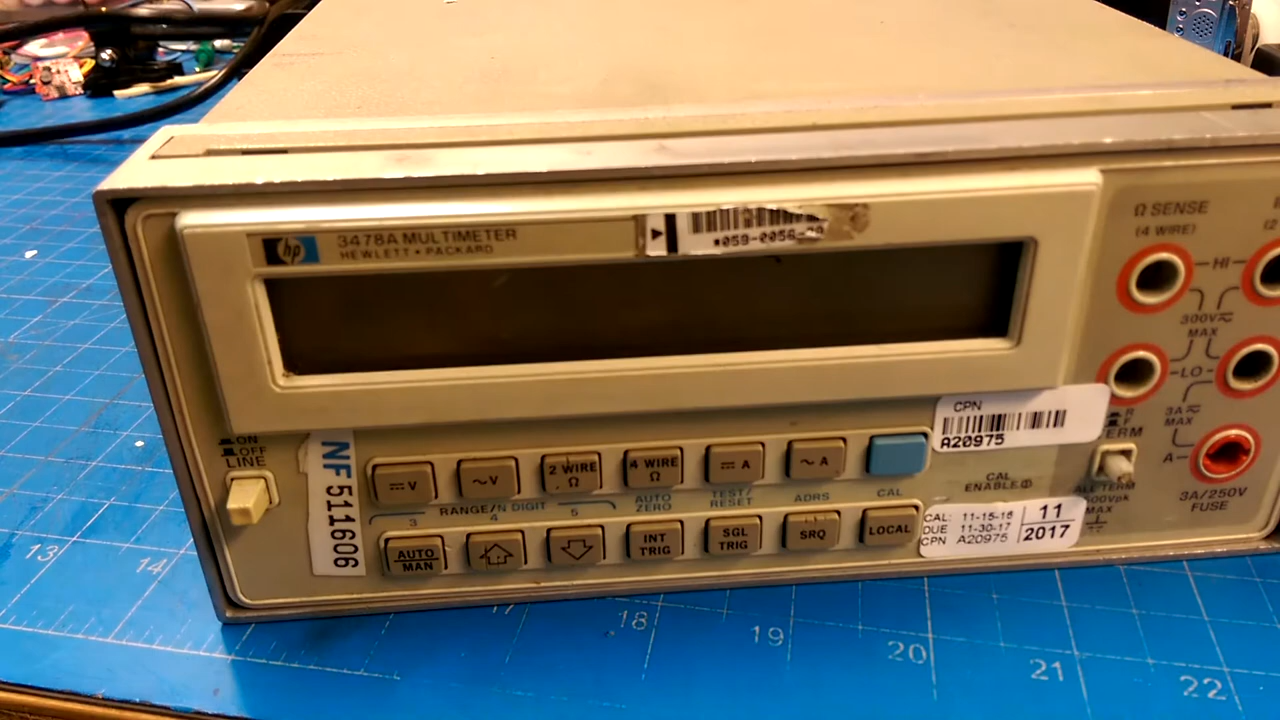 hp
3478A MULTIMETER
HEWLETT • PACKARD
Ω SENSE
(4 WIRE)
(2
HI
300V
MAX
LO
3A
MAX
A
3A/250V
FUSE
ON
OFF
LINE
NF 511606
CPN
A20975
V
~V
2 WIRE
Ω
4 WIRE
Ω
A
~A
RANGE/N DIGIT
3 4 5
AUTO
ZERO
TEST/
RESET
ADRS
CAL
CAL
ENABLE
MAX
AUTO
MAN
INT
TRIG
SGL
TRIG
SRQ
LOCAL
CAL: 11-15-16
DUE 11-30-17
CPN A20975
11
2017
13
14
17
18
19
20
21
22